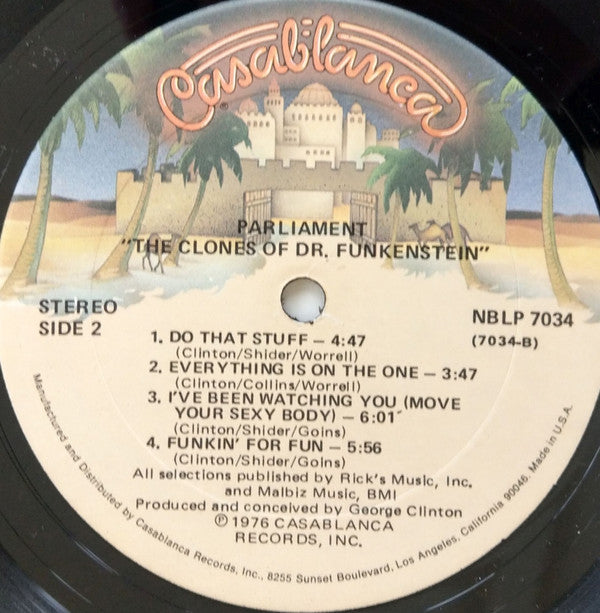 Casablanca
®
PARLIAMENT
"THE CLONES OF DR. FUNKENSTEIN"
STEREO
SIDE 2
NBLP 7034
(7034-B)
1. DO THAT STUFF – 4:47
(Clinton/Shider/Worrell)
2. EVERYTHING IS ON THE ONE – 3:47
(Clinton/Collins/Worrell)
3. I'VE BEEN WATCHING YOU (MOVE
YOUR SEXY BODY) – 6:01
(Clinton/Shider/Goins)
4. FUNKIN' FOR FUN – 5:56
(Clinton/Shider/Goins)
All selections published by Rick's Music, Inc.
and Malbiz Music, BMI
Produced and conceived by George Clinton
℗ 1976 CASABLANCA
RECORDS, INC.
Manufactured and Distributed by Casablanca Records, Inc., 8255 Sunset Boulevard, Los Angeles, California 90046, Made in U.S.A.